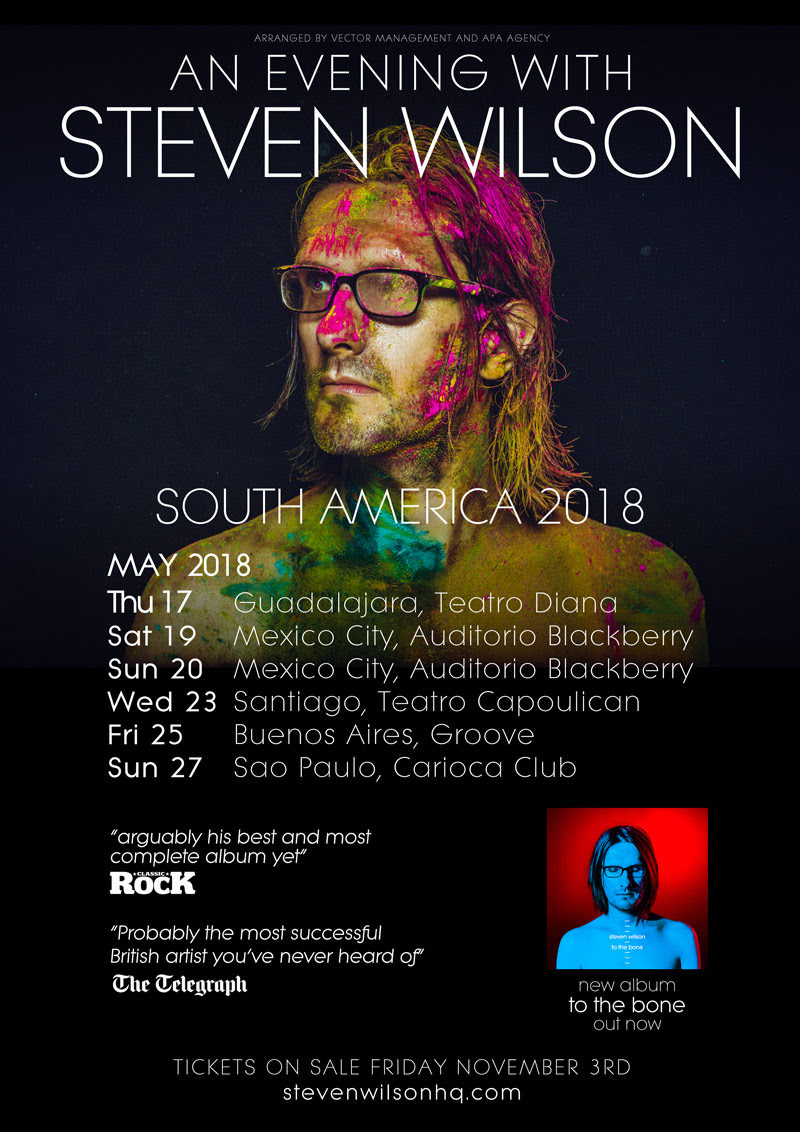 ARRANGED BY VECTOR MANAGEMENT AND APA AGENCY
AN EVENING WITH
STEVEN WILSON
SOUTH AMERICA 2018
MAY 2018
Thu 17 Guadalajara, Teatro Diana
Sat 19 Mexico City, Auditorio Blackberry
Sun 20 Mexico City, Auditorio Blackberry
Wed 23 Santiago, Teatro Capoulican
Fri 25 Buenos Aires, Groove
Sun 27 Sao Paulo, Carioca Club
"arguably his best and most
complete album yet"
CLASSIC
ROCK
"Probably the most successful
British artist you've never heard of"
The Telegraph
steven wilson
to the bone
new album
to the bone
out now
TICKETS ON SALE FRIDAY NOVEMBER 3RD
stevenwilsonhq.com